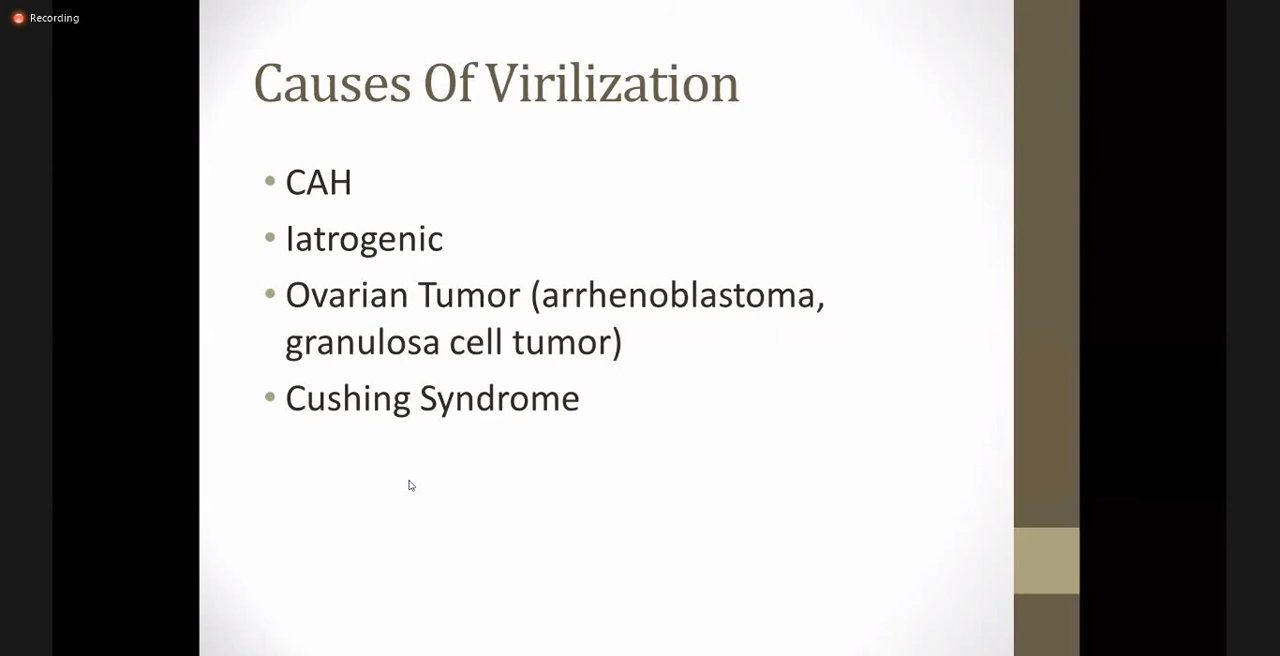 Recording
Causes Of Virilization
• CAH
• Iatrogenic
• Ovarian Tumor (arrhenoblastoma,
granulosa cell tumor)
• Cushing Syndrome